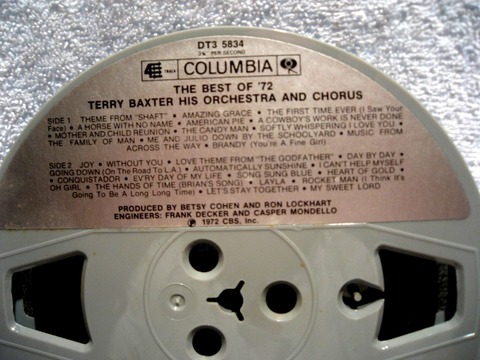 DT3 5834
3¾" PER SECOND
4 TRACK COLUMBIA
THE BEST OF '72
TERRY BAXTER HIS ORCHESTRA AND CHORUS
SIDE 1 THEME FROM "SHAFT" • AMAZING GRACE • THE FIRST TIME EVER (I Saw Your
Face) • A HORSE WITH NO NAME • AMERICAN PIE • A COWBOY'S WORK IS NEVER DONE
• MOTHER AND CHILD REUNION • THE CANDY MAN • SOFTLY WHISPERING I LOVE YOU •
THE FAMILY OF MAN • ME AND JULIO DOWN BY THE SCHOOLYARD • MUSIC FROM
ACROSS THE WAY • BRANDY (You're A Fine Girl)
SIDE 2 JOY • WITHOUT YOU • LOVE THEME FROM "THE GODFATHER" • DAY BY DAY •
GOING DOWN (On The Road To L.A.) • AUTOMATICALLY SUNSHINE • I CAN'T HELP MYSELF
• CONQUISTADOR • EVRY DAY OF MY LIFE • SONG SUNG BLUE • HEART OF GOLD •
OH GIRL • THE HANDS OF TIME (BRIAN'S SONG) • LAYLA • ROCKET MAN (I Think It's
Going To Be A Long Long Time) • LET'S STAY TOGETHER • MY SWEET LORD
PRODUCED BY BETSY COHEN AND RON LOCKHART
ENGINEERS: FRANK DECKER AND CASPER MONDELLO
℗ 1972 CBS, Inc.